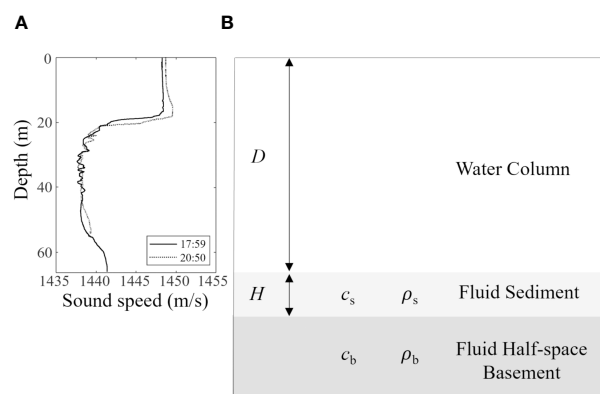 A
B
0
20
40
60
Depth (m)
1435
1440
1445
1450
1455
Sound speed (m/s)
17:59
20:50
D
Water Column
H
cs
ρs
Fluid Sediment
cb
ρb
Fluid Half-space
Basement